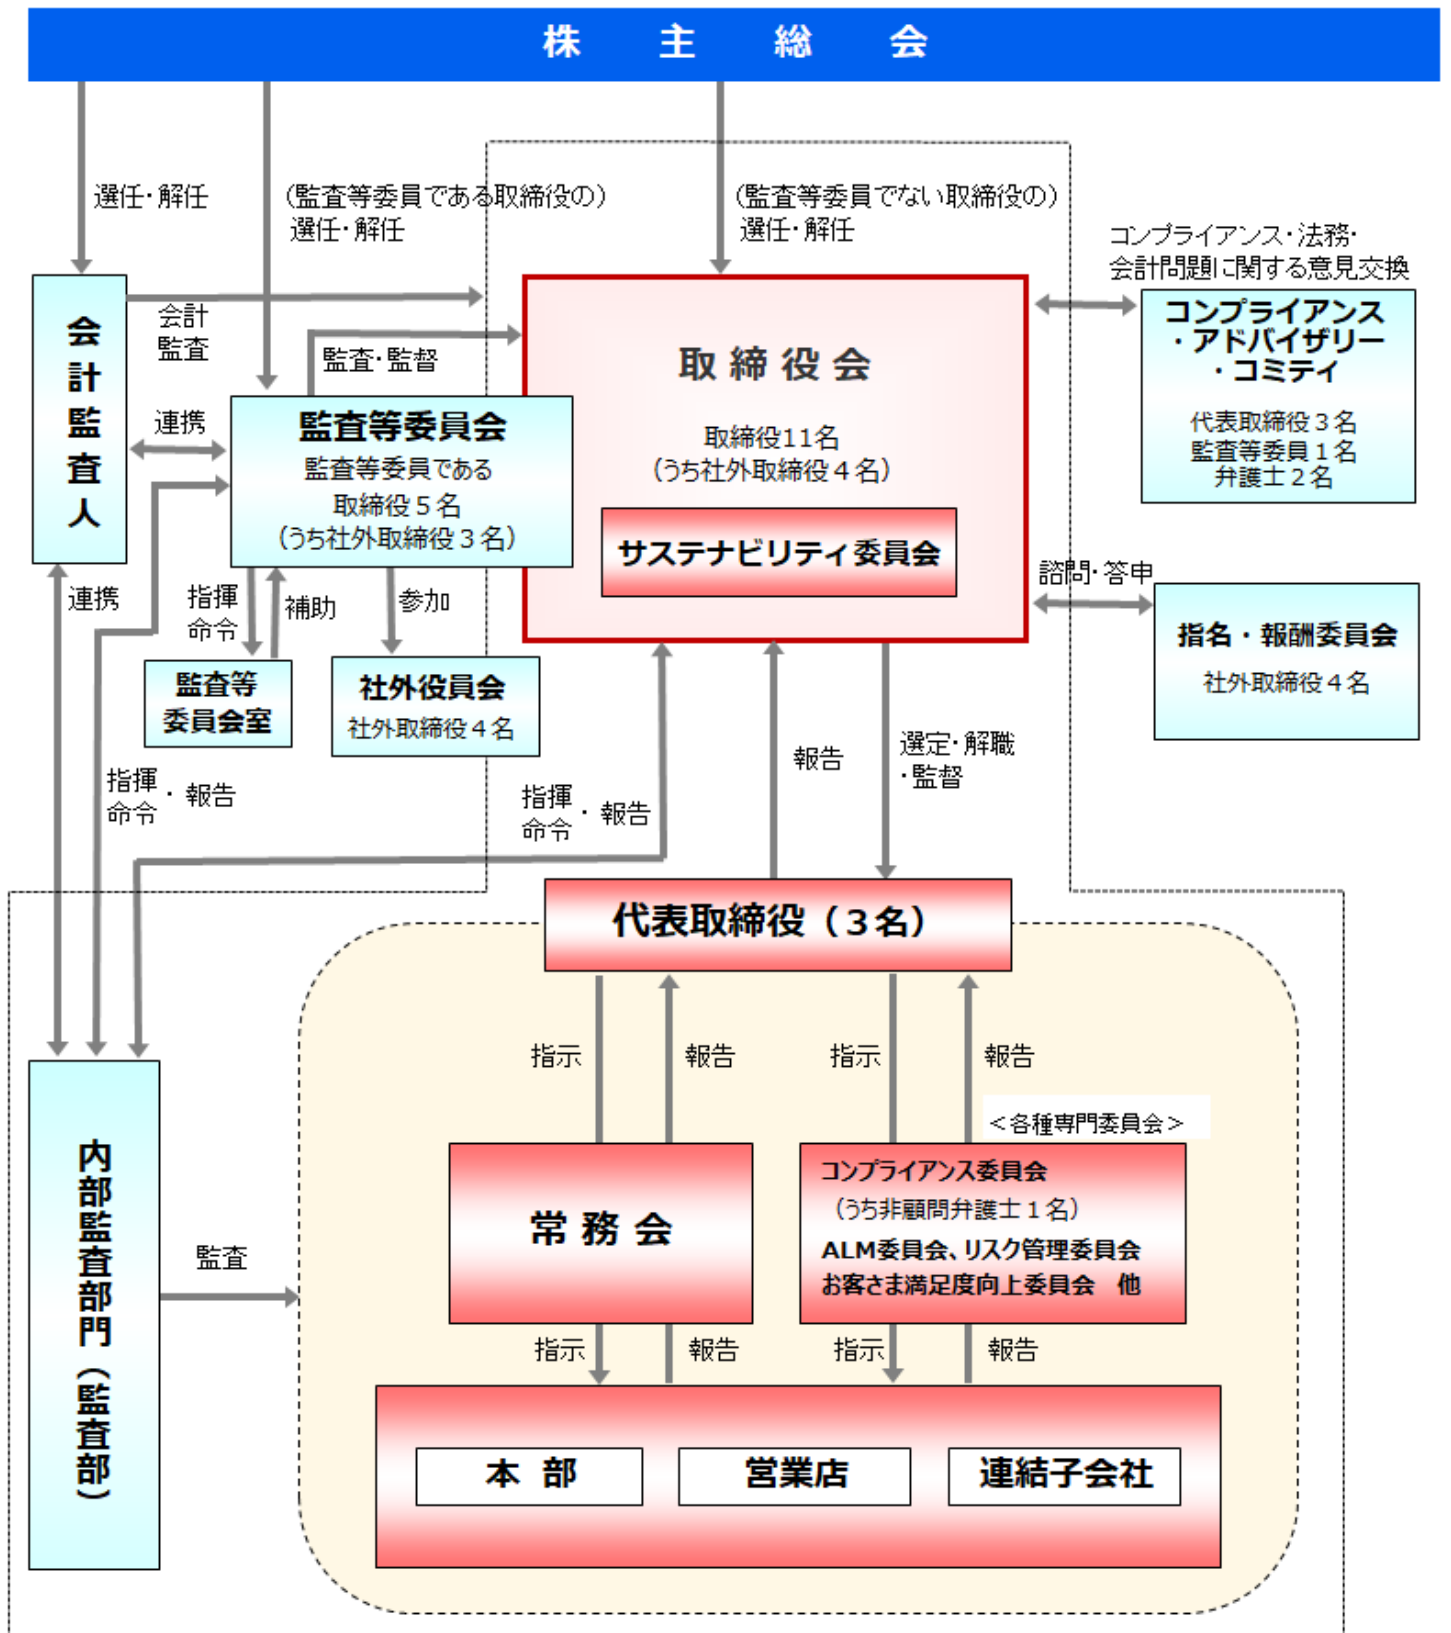 株主総会
選任・解任
(監査等委員である取締役の)
選任・解任
(監査等委員でない取締役の)
選任・解任
コンプライアンス・法務・
会計問題に関する意見交換
会計監査人
会計
監査
監査・監督
連携
監査等委員会
監査等委員である
取締役5名
(うち社外取締役3名)
取締役会
取締役11名
(うち社外取締役4名)
サステナビリティ委員会
コンプライアンス
・アドバイザリー
・コミティ
代表取締役3名
監査等委員1名
弁護士2名
諮問・答申
指名・報酬委員会
社外取締役4名
連携
指揮
命令
補助
参加
監査等
委員会室
社外役員会
社外取締役4名
指揮
命令
・報告
指揮
命令
・報告
報告
選定・解職
・監督
代表取締役(3名)
指示
報告
指示
報告
<各種専門委員会>
内部監査部門(監査部)
監査
常務会
コンプライアンス委員会
(うち非顧問弁護士1名)
ALM委員会、リスク管理委員会
お客さま満足度向上委員会 他
指示
報告
指示
報告
本部
営業店
連結子会社